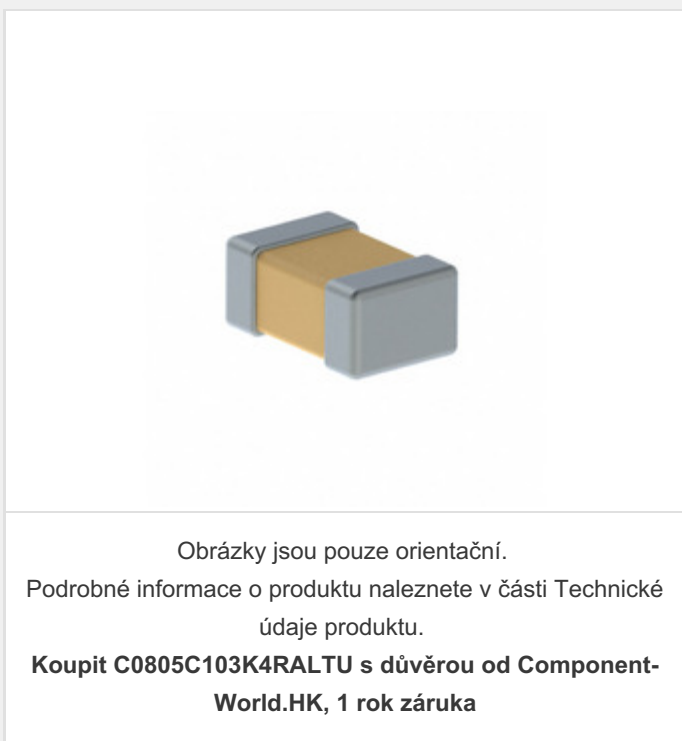 Obrázky jsou pouze orientační.
Podrobné informace o produktu naleznete v části Technické
údaje produktu.
Koupit C0805C103K4RALTU s důvěrou od Component-
World.HK, 1 rok záruka